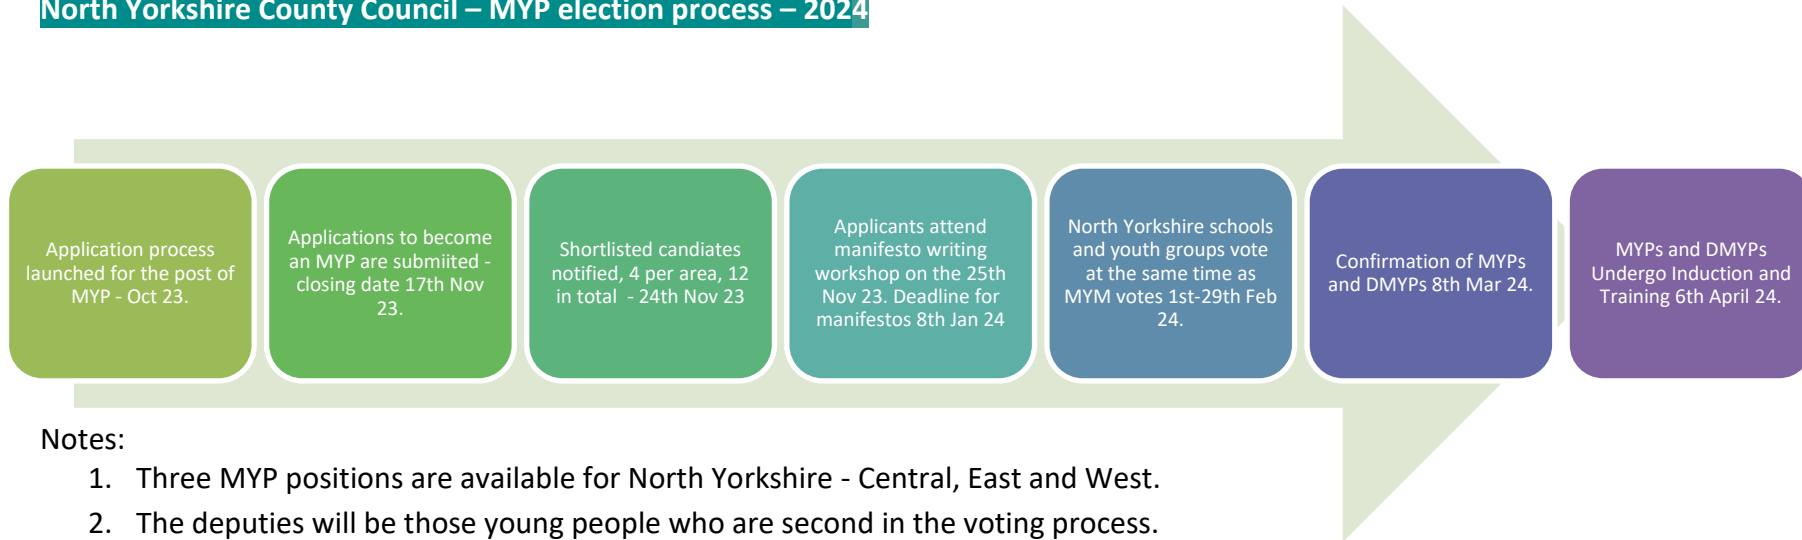 North Yorkshire County Council – MYP election process – 2024
Application process
launched for the post of
MYP - Oct 23.
Applications to become
an MYP are submiited -
closing date 17th Nov
23.
Shortlisted candiates
notified, 4 per area, 12
in total - 24th Nov 23
Applicants attend
manifesto writing
workshop on the 25th
Nov 23. Deadline for
manifestos 8th Jan 24
North Yorkshire schools
and youth groups vote
at the same time as
MYM votes 1st-29th Feb
24.
Confirmation of MYPs
and DMYPs 8th Mar 24.
MYPs and DMYPs
Undergo Induction and
Training 6th April 24.
Notes:
1. Three MYP positions are available for North Yorkshire - Central, East and West.
2. The deputies will be those young people who are second in the voting process.